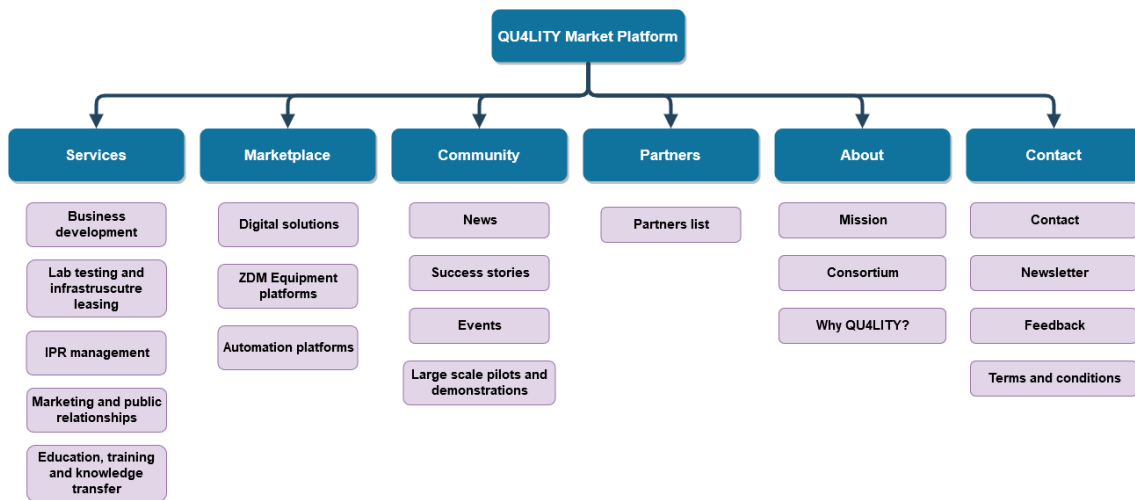 QU4LITY Market Platform
Services
Marketplace
Community
Partners
About
Contact
Business
development
Lab testing and
infrastruscutre
leasing
IPR management
Marketing and public
relationships
Education, training
and knowledge
transfer
Digital solutions
ZDM Equipment
platforms
Automation platforms
News
Success stories
Events
Large scale pilots and
demonstrations
Partners list
Mission
Consortium
Why QU4LITY?
Contact
Newsletter
Feedback
Terms and conditions